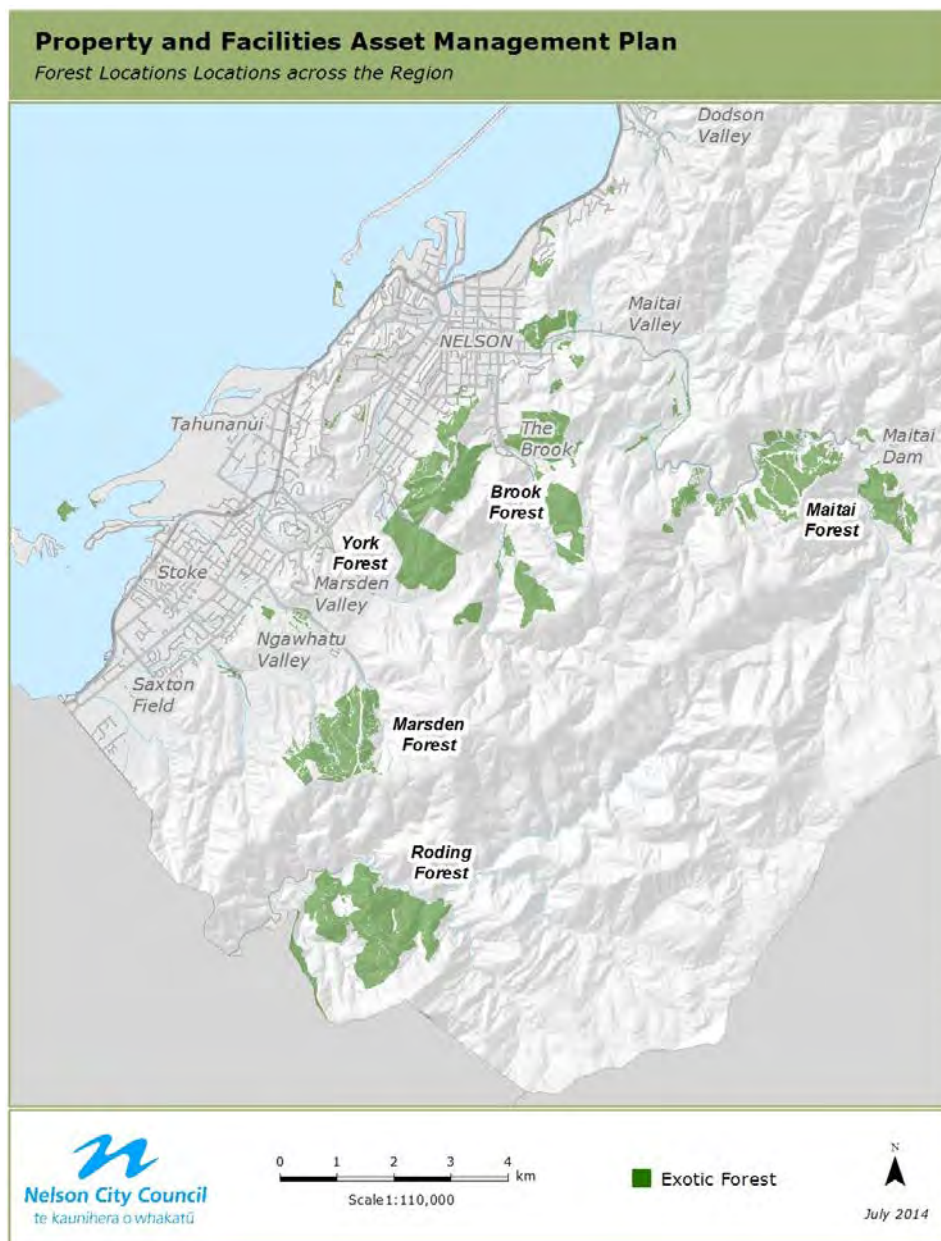 Property and Facilities Asset Management Plan
Forest Locations Locations across the Region
Dodson
Valley
Maitai
Valley
NELSON
Tahunanui
The
Brook
Maitai
Dam
Brook
Forest
Maitai
Forest
York
Forest
Stoke
Marsden
Valley
Ngawhatu
Valley
Saxton
Field
Marsden
Forest
Roding
Forest
Nelson City Council
te kaunihera o whakatū
0 1 2 3 4
km
Scale1:110,000
Exotic Forest
N
July 2014